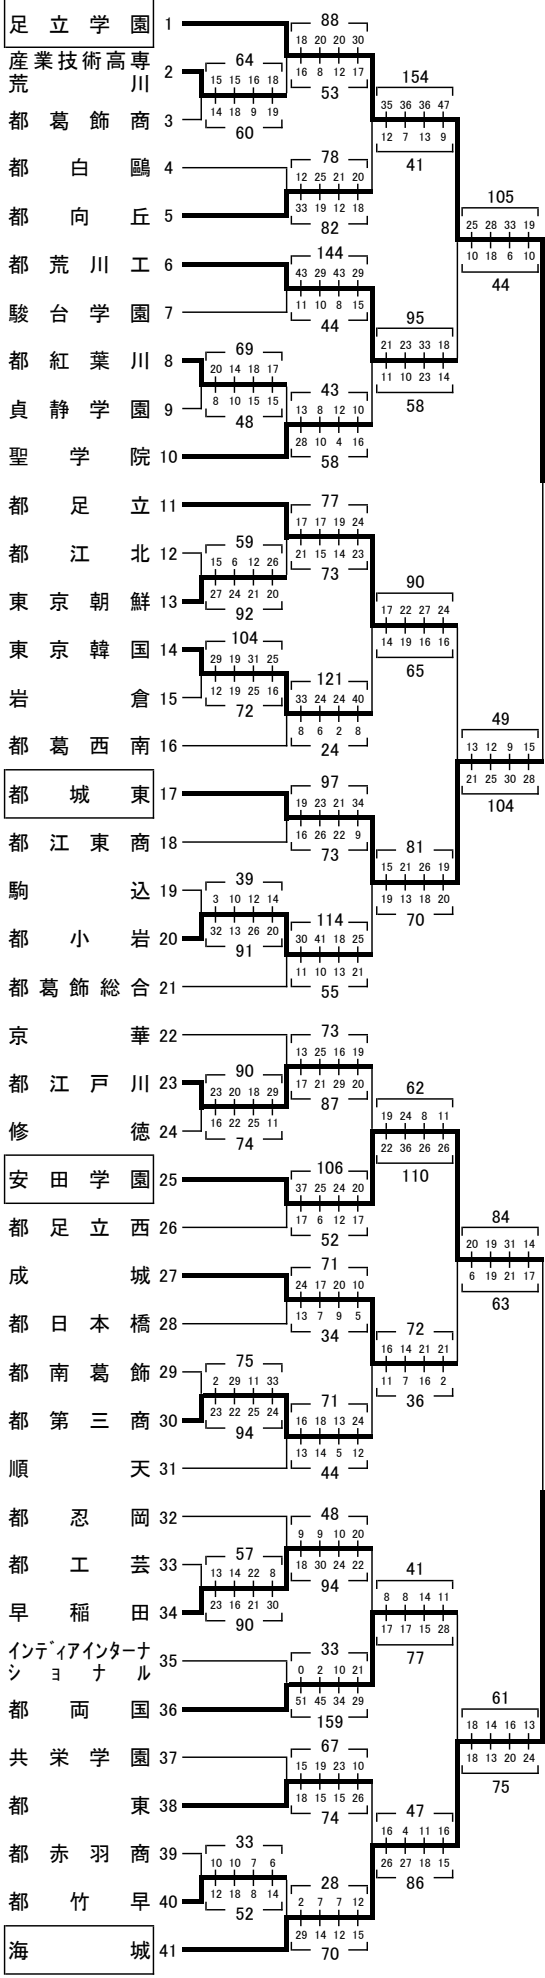 足立学園 1
産業技術高専
荒川 2
都葛飾商 3
都白鷗 4
都向丘 5
都荒川工 6
駿台学園 7
都紅葉川 8
貞静学園 9
聖学院 10
都足立 11
都江北 12
東京朝鮮 13
東京韓国 14
岩倉 15
都葛西南 16
都城東 17
都江東商 18
駒込 19
都小岩 20
都葛飾総合 21
京華 22
都江戸川 23
修徳 24
安田学園 25
都足立西 26
成城 27
都日本橋 28
都南葛飾 29
都第三商 30
順天 31
都忍岡 32
都工芸 33
早稲田 34
インディアインターナ
ショナル 35
都両国 36
共栄学園 37
都東 38
都赤羽商 39
都竹早 40
海城 41
64
15 15 16 18
14 18 9 19
60
69
20 14 18 17
8 10 15 15
48
59
15 6 12 26
27 24 21 20
92
104
29 19 31 25
12 19 25 16
72
39
3 10 12 14
32 13 26 20
91
90
23 20 18 29
16 22 25 11
74
75
2 29 11 33
23 22 25 24
94
57
13 14 22 8
23 16 21 30
90
33
10 10 7 6
12 18 8 14
52
88
18 20 20 30
16 8 12 17
53
78
12 25 21 20
33 19 12 18
82
144
43 29 43 29
11 10 8 15
44
43
13 8 12 10
28 10 4 16
58
77
17 17 19 24
21 15 14 23
73
121
33 24 24 40
8 6 2 8
24
97
19 23 21 34
16 26 22 9
73
114
30 41 18 25
11 10 13 21
55
73
13 25 16 19
17 21 29 20
87
106
37 25 24 20
17 6 12 17
52
71
24 17 20 10
13 7 9 5
34
71
16 18 13 24
13 14 5 12
44
48
9 9 10 20
18 30 24 22
94
33
0 2 10 21
51 45 34 29
159
67
15 19 23 10
18 15 15 26
74
28
2 7 7 12
29 14 12 15
70
154
35 36 36 47
12 7 13 9
41
95
21 23 33 18
11 10 23 14
58
90
17 22 27 24
14 19 16 16
65
81
15 21 26 19
19 13 18 20
70
62
19 24 8 11
22 36 26 26
110
72
16 14 21 21
11 7 16 2
36
41
8 8 14 11
17 17 15 28
77
47
16 4 11 16
26 27 18 15
86
105
25 28 33 19
10 18 6 10
44
49
13 12 9 15
21 25 30 28
104
84
20 19 31 14
6 19 21 17
63
61
18 14 16 13
18 13 20 24
75